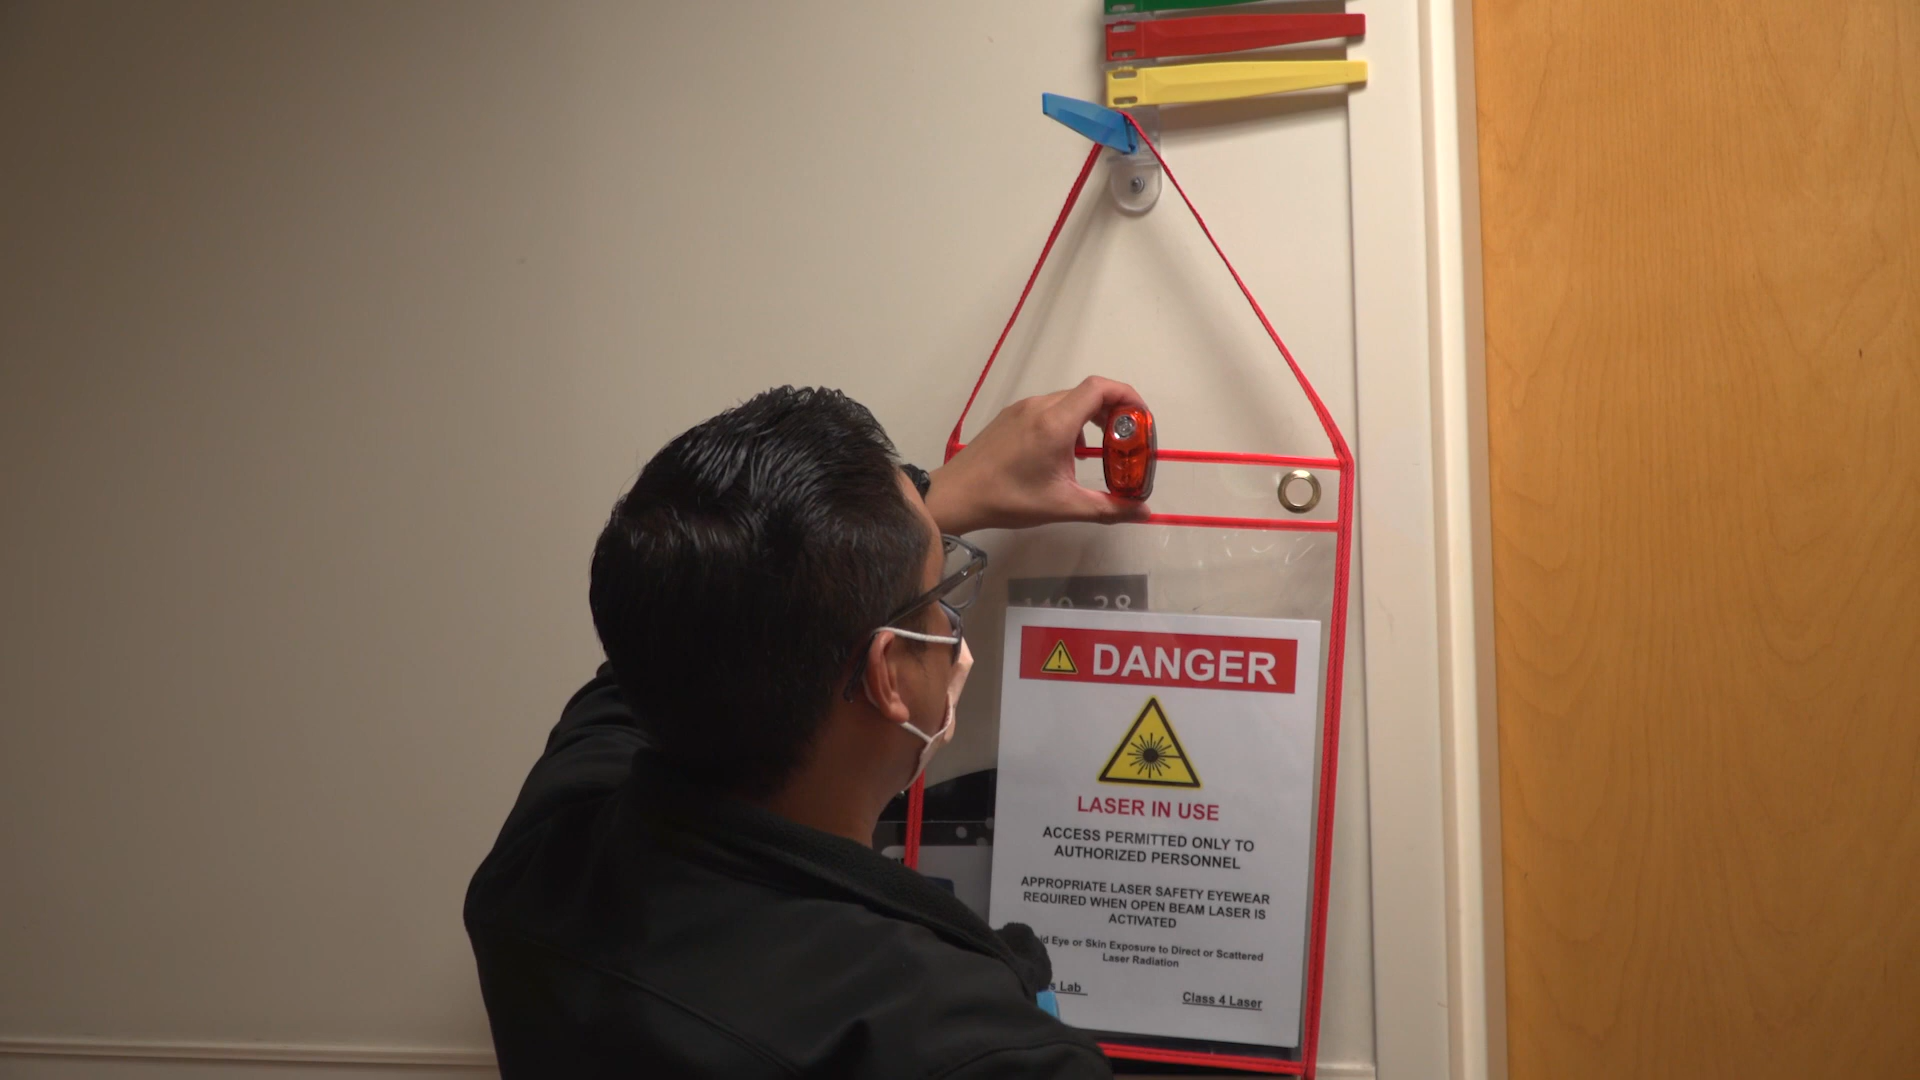 DANGER
LASER IN USE
ACCESS PERMITTED ONLY TO
AUTHORIZED PERSONNEL
APPROPRIATE LASER SAFETY EYEWEAR
REQUIRED WHEN OPEN BEAM LASER IS
ACTIVATED
Eye or Skin Exposure to Direct or Scattered
Laser Radiation
Lab
Class 4 Laser